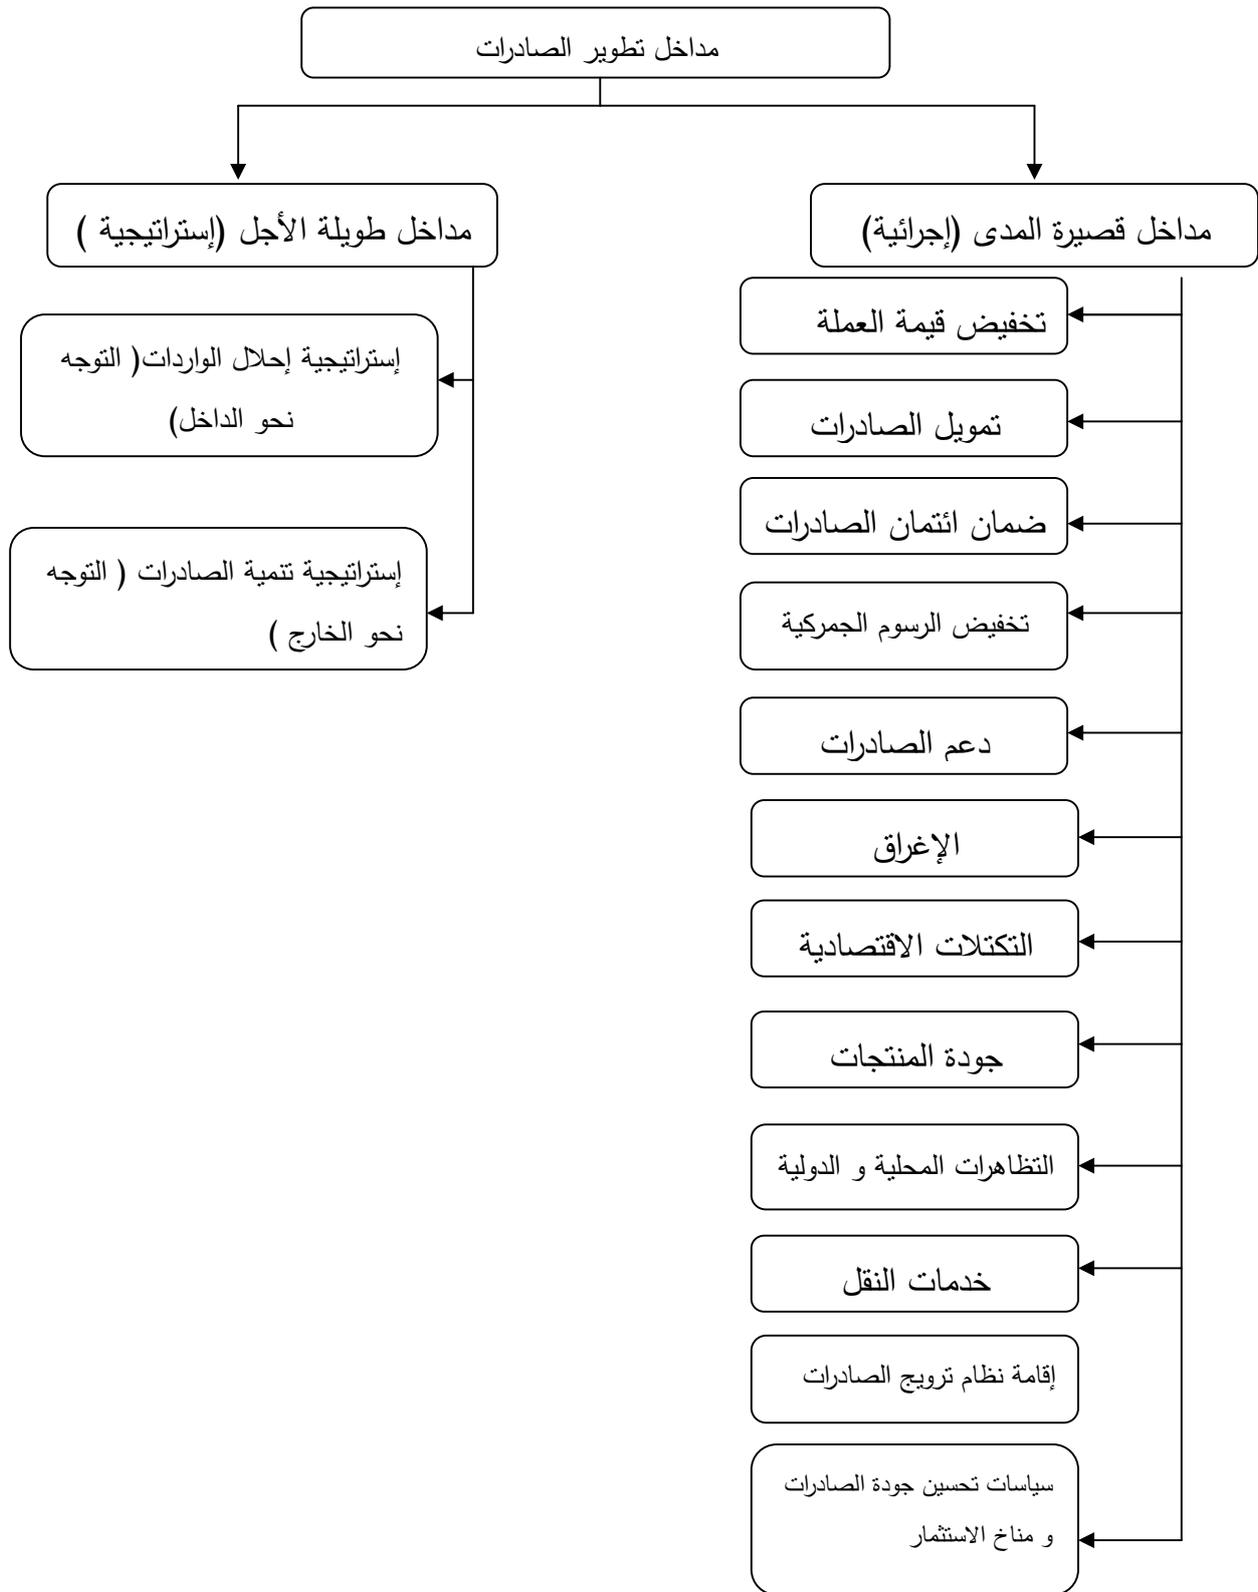 مداخل تطوير الصادرات
مداخل قصيرة المدى (إجرائية)
تخفيض قيمة العملة
تمويل الصادرات
ضمان ائتمان الصادرات
تخفيض الرسوم الجمركية
دعم الصادرات
الإغراق
التكتلات الاقتصادية
جودة المنتجات
التظاهرات المحلية و الدولية
خدمات النقل
إقامة نظام ترويج الصادرات
سياسات تحسين جودة الصادرات
و مناخ الاستثمار
مداخل طويلة الأجل (إستراتيجية )
إستراتيجية إحلال الواردات( التوجه
نحو الداخل)
إستراتيجية تنمية الصادرات ( التوجه
نحو الخارج )